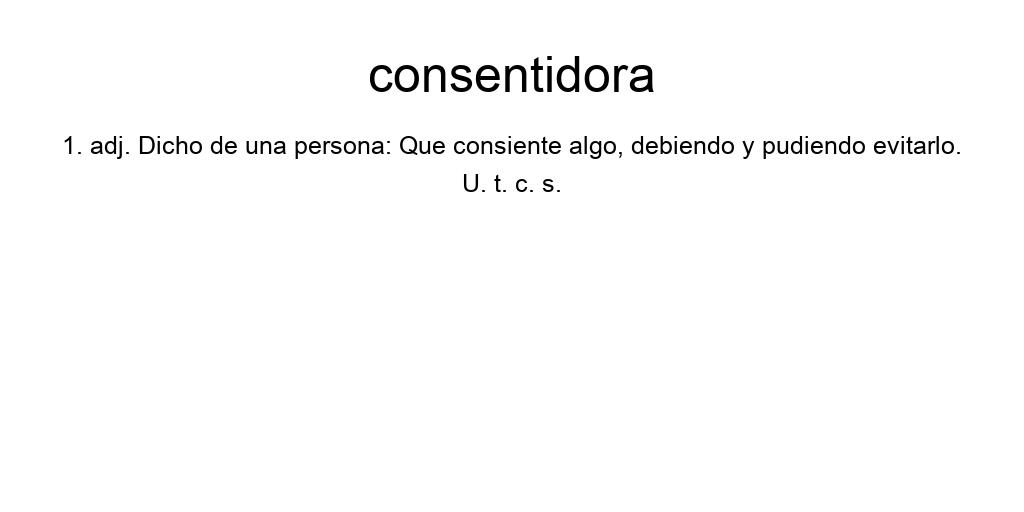 consentidora
1. adj. Dicho de una persona: Que consiente algo, debiendo y pudiendo evitarlo.
U. t. c. s.